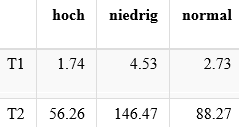 hoch niedrig normal
T1 1.74 4.53 2.73
T2 56.26 146.47 88.27